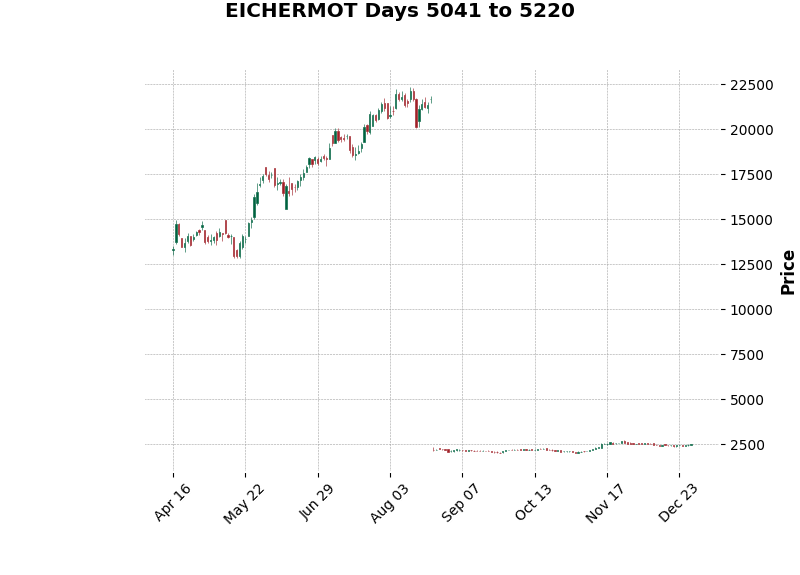 EICHERMOT Days 5041 to 5220
22500
20000
17500
15000
12500
10000
7500
5000
2500
Price
Apr 16
May 22
Jun 29
Aug 03
Sep 07
Oct 13
Nov 17
Dec 23